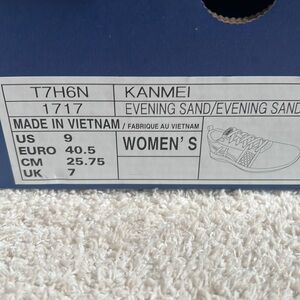 T7H6N KANMEI
1717 EVENING SAND/EVENING SAND
MADE IN VIETNAM / FABRIQUE AU VIETNAM
US 9 WOMEN'S
EURO 40.5
CM 25.75
UK 7